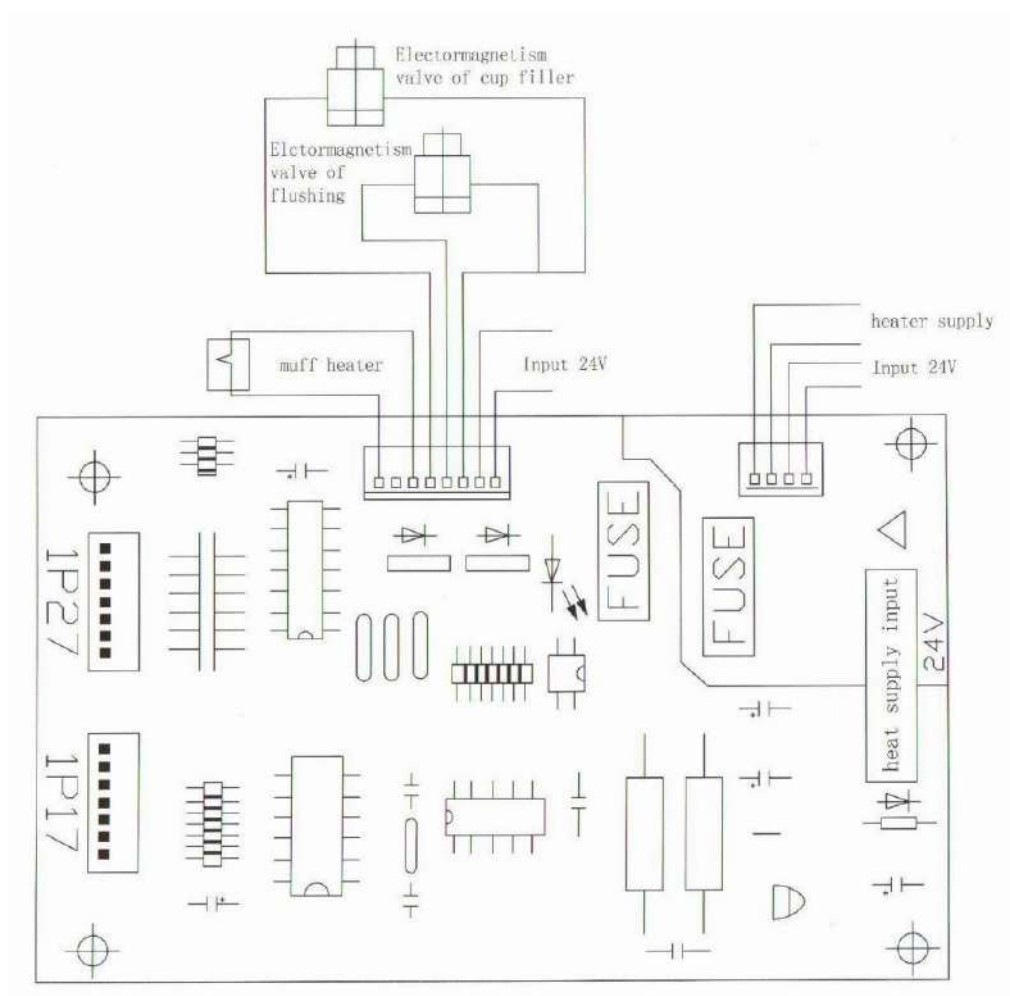 Electormagnetism
valve of cup filler
Elctormagnetism
valve of
flushing
heater supply
muff heater
Input 24V
Input 24V
FUSE
FUSE
1P27
heat supply input
24V
1P17